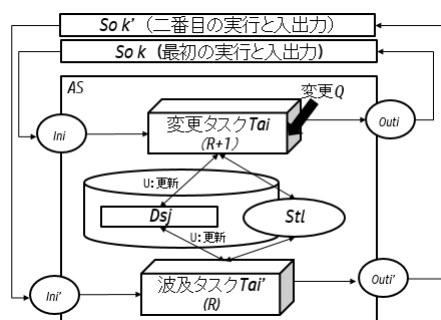 So k’ (二番目の実行と入出力)
So k (最初の実行と入出力)
AS
変更Q
Ini
変更タスクTai
(R+1)
Outi
U:更新
Dsj
Stl
U:更新
Ini’
波及タスクTai’
(R)
Outi’